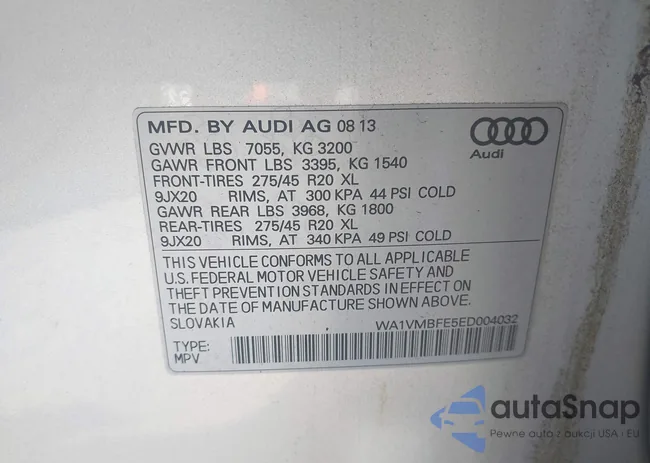 MFD. BY AUDI AG 08 13
GVWR LBS 7055, KG 3200
GAWR FRONT LBS 3395, KG 1540
FRONT-TIRES 275/45 R20 XL
9JX20 RIMS, AT 300 KPA 44 PSI COLD
GAWR REAR LBS 3968, KG 1800
REAR-TIRES 275/45 R20 XL
9JX20 RIMS, AT 340 KPA 49 PSI COLD
Audi
THIS VEHICLE CONFORMS TO ALL APPLICABLE
U.S. FEDERAL MOTOR VEHICLE SAFETY AND
THEFT PREVENTION STANDARDS IN EFFECT ON
THE DATE OF MANUFACTURE SHOWN ABOVE.
SLOVAKIA WA1VMBFE5ED004032
TYPE:
MPV
autaSnap
Pewne auta z aukcji USA i EU